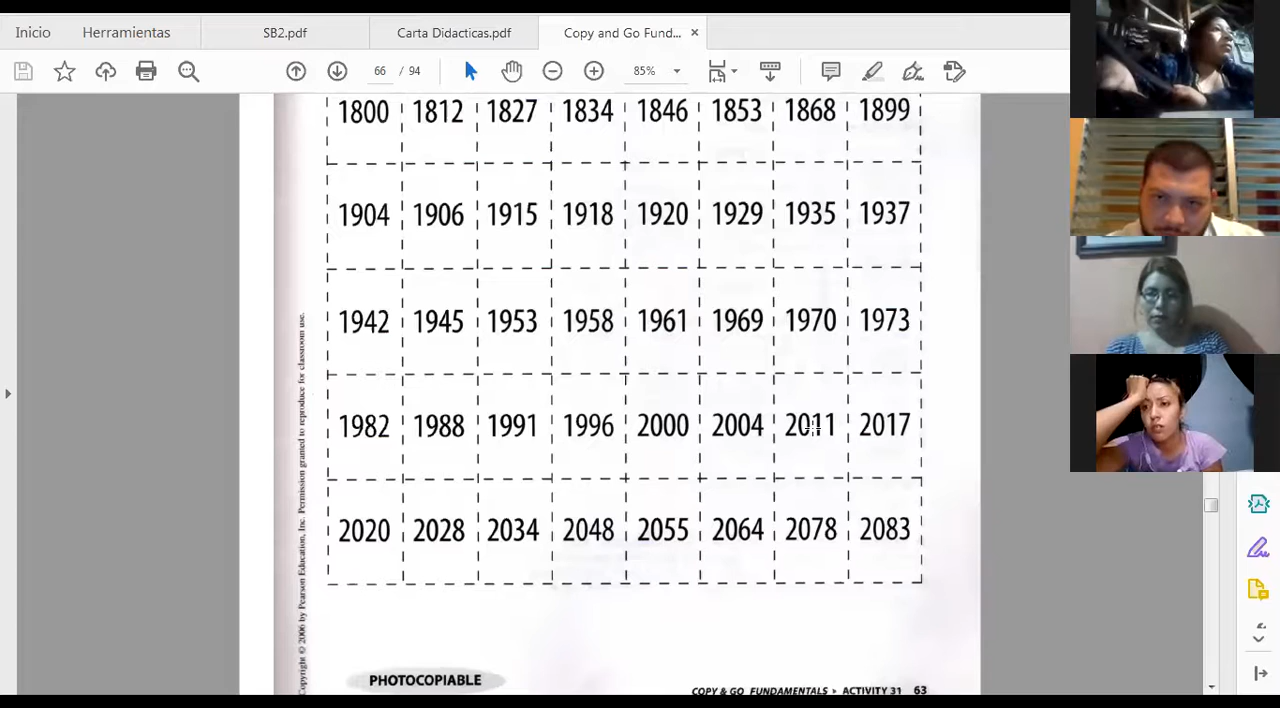 Inicio Herramientas SB2.pdf Carta Didacticas.pdf Copy and Go Fund... ×
66 / 94 85%
1800 1812 1827 1834 1846 1853 1868 1899
1904 1906 1915 1918 1920 1929 1935 1937
1942 1945 1953 1958 1961 1969 1970 1973
1982 1988 1991 1996 2000 2004 2011 2017
2020 2028 2034 2048 2055 2064 2078 2083
Copyright © 2006 by Pearson Education, Inc. Permission granted to reproduce for classroom use.
PHOTOCOPIABLE
COPY & GO FUNDAMENTALS ▸ ACTIVITY 31 63